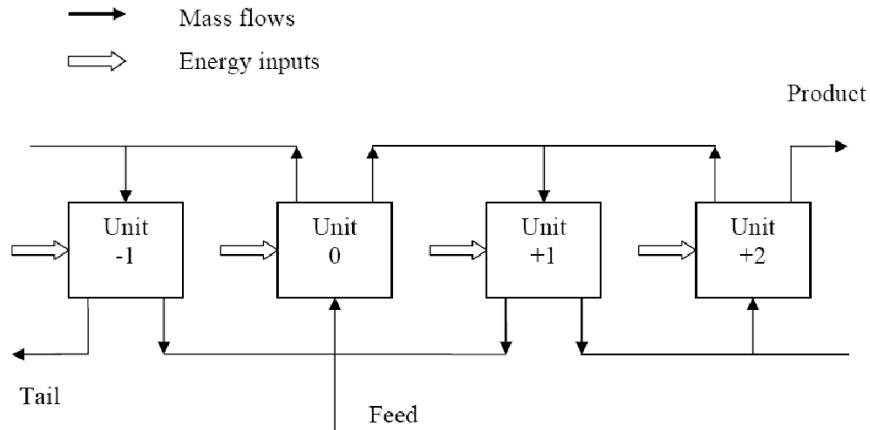 Mass flows
Energy inputs
Product
Unit
-1
Unit
0
Unit
+1
Unit
+2
Tail
Feed